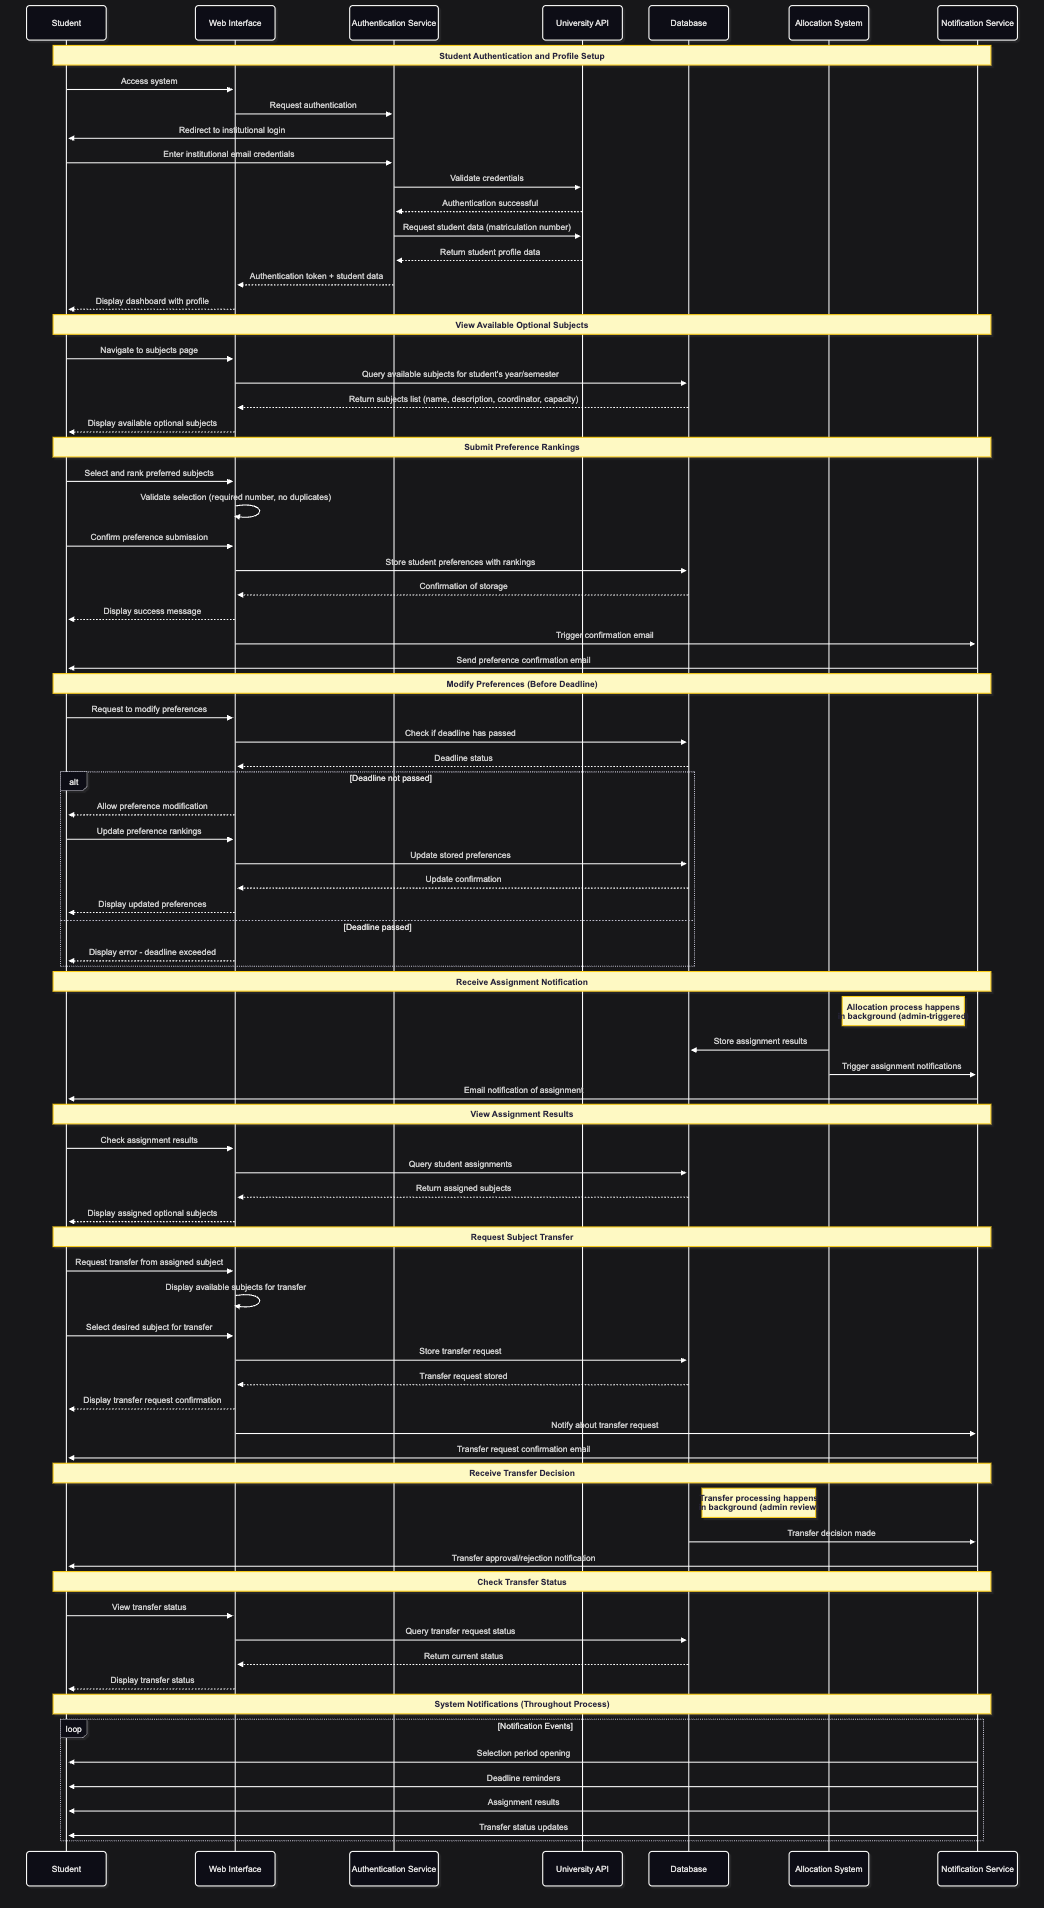 Student
Web Interface
Authentication Service
University API
Database
Allocation System
Notification Service
Student Authentication and Profile Setup
Access system
Request authentication
Redirect to institutional login
Enter institutional email credentials
Validate credentials
Authentication successful
Request student data (matriculation number)
Return student profile data
Authentication token + student data
Display dashboard with profile
View Available Optional Subjects
Navigate to subjects page
Query available subjects for student's year/semester
Return subjects list (name, description, coordinator, capacity)
Display available optional subjects
Submit Preference Rankings
Select and rank preferred subjects
Validate selection (required number, no duplicates)
Confirm preference submission
Store student preferences with rankings
Confirmation of storage
Display success message
Trigger confirmation email
Send preference confirmation email
Modify Preferences (Before Deadline)
Request to modify preferences
Check if deadline has passed
Deadline status
alt
[Deadline not passed]
Allow preference modification
Update preference rankings
Update stored preferences
Update confirmation
Display updated preferences
[Deadline passed]
Display error - deadline exceeded
Receive Assignment Notification
Allocation process happens
n background (admin-triggered
Store assignment results
Trigger assignment notifications
Email notification of assignment
View Assignment Results
Check assignment results
Query student assignments
Return assigned subjects
Display assigned optional subjects
Request Subject Transfer
Request transfer from assigned subject
Display available subjects for transfer
Select desired subject for transfer
Store transfer request
Transfer request stored
Display transfer request confirmation
Notify about transfer request
Transfer request confirmation email
Receive Transfer Decision
Transfer processing happens
n background (admin review
Transfer decision made
Transfer approval/rejection notification
Check Transfer Status
View transfer status
Query transfer request status
Return current status
Display transfer status
System Notifications (Throughout Process)
loop
[Notification Events]
Selection period opening
Deadline reminders
Assignment results
Transfer status updates
Student
Web Interface
Authentication Service
University API
Database
Allocation System
Notification Service